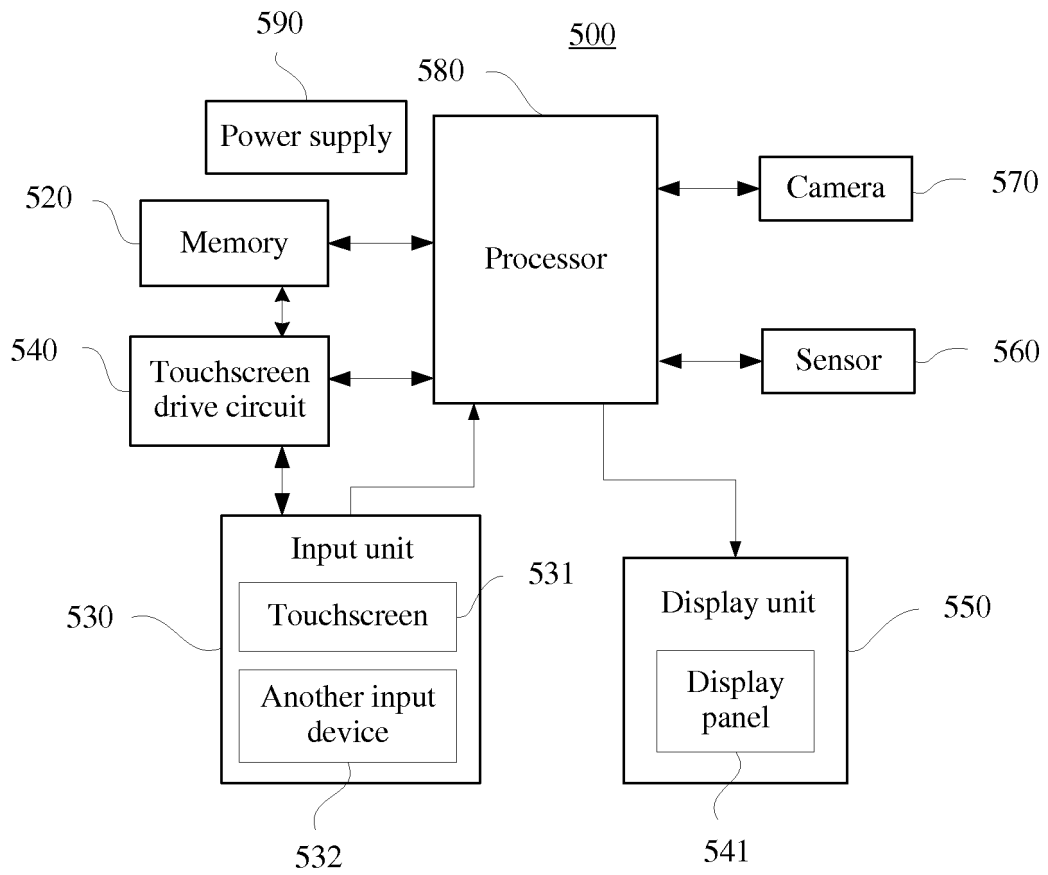 590
500
580
Power supply
Camera
570
520
Memory
Processor
540
Touchscreen
drive circuit
Sensor
560
Input unit
531
530
Touchscreen
Display unit
550
Another input
device
Display
panel
532
541